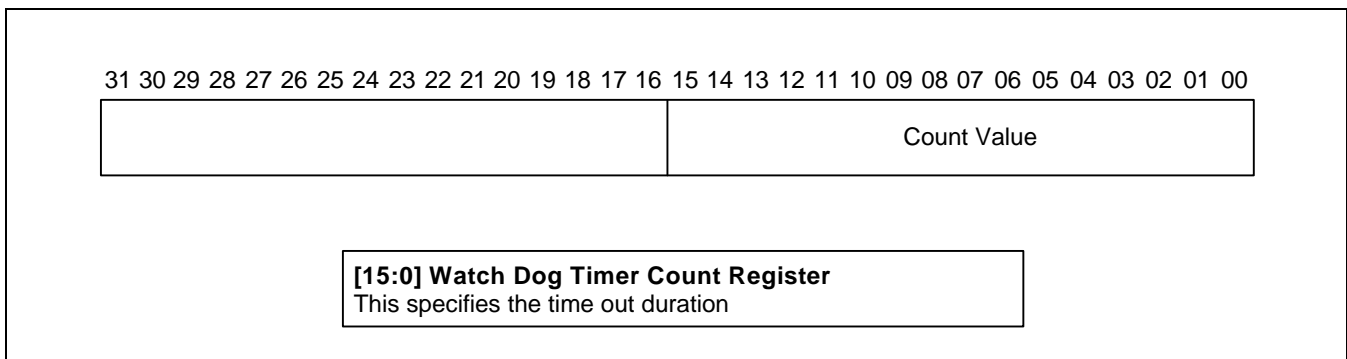 31 30 29 28 27 26 25 24 23 22 21 20 19 18 17 16 15 14 13 12 11 10 09 08 07 06 05 04 03 02 01 00
Count Value
[15:0] Watch Dog Timer Count Register
This specifies the time out duration